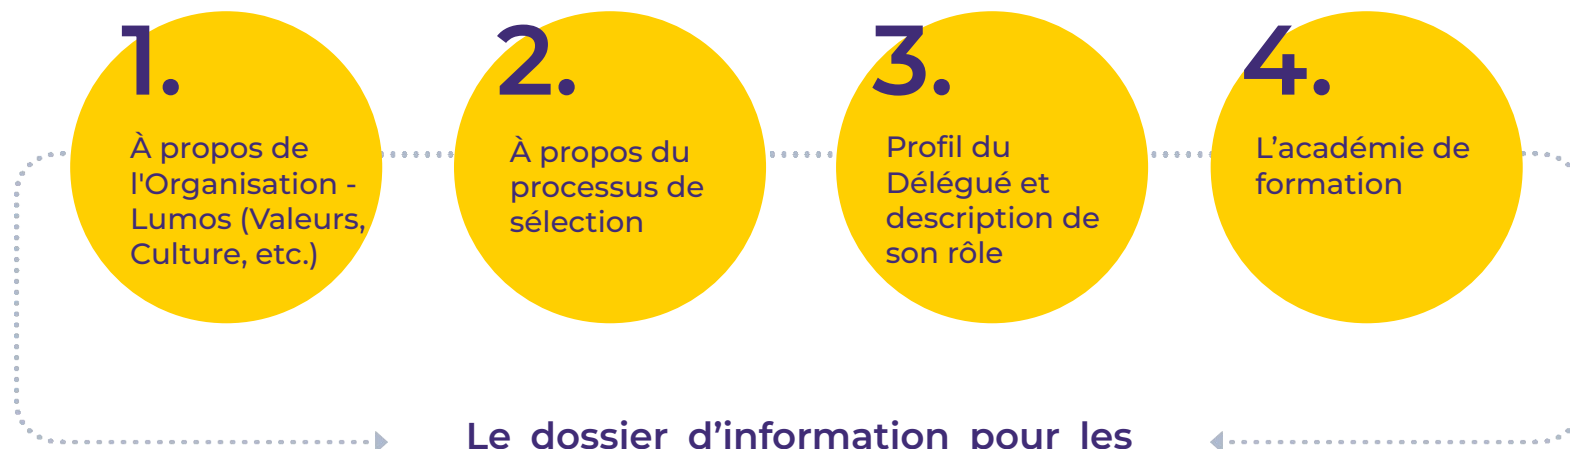 1.
À propos de
l'Organisation -
Lumos (Valeurs,
Culture, etc.)
2.
À propos du
processus de
sélection
3.
Profil du
Délégué et
description de
son rôle
4.
L’académie de
formation
Le dossier d’information pour les